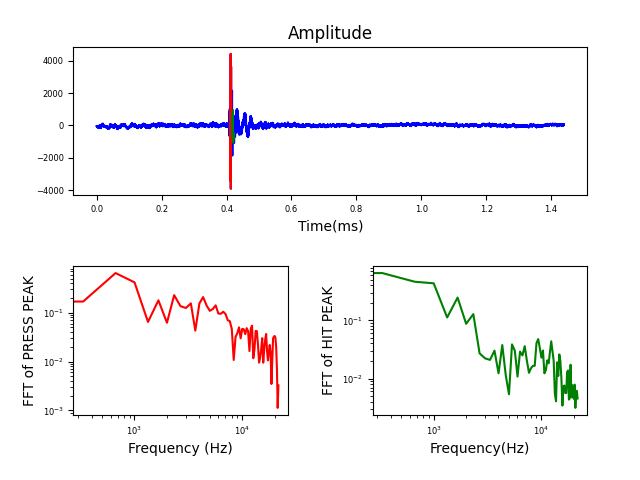 Amplitude
4000
2000
0
−2000
−4000
0.0 0.2 0.4 0.6 0.8 1.0 1.2 1.4
Time(ms)
FFT of PRESS PEAK
10⁻¹
10⁻²
10⁻³
10³ 10⁴
Frequency (Hz)
FFT of HIT PEAK
10⁻¹
10⁻²
10³ 10⁴
Frequency(Hz)